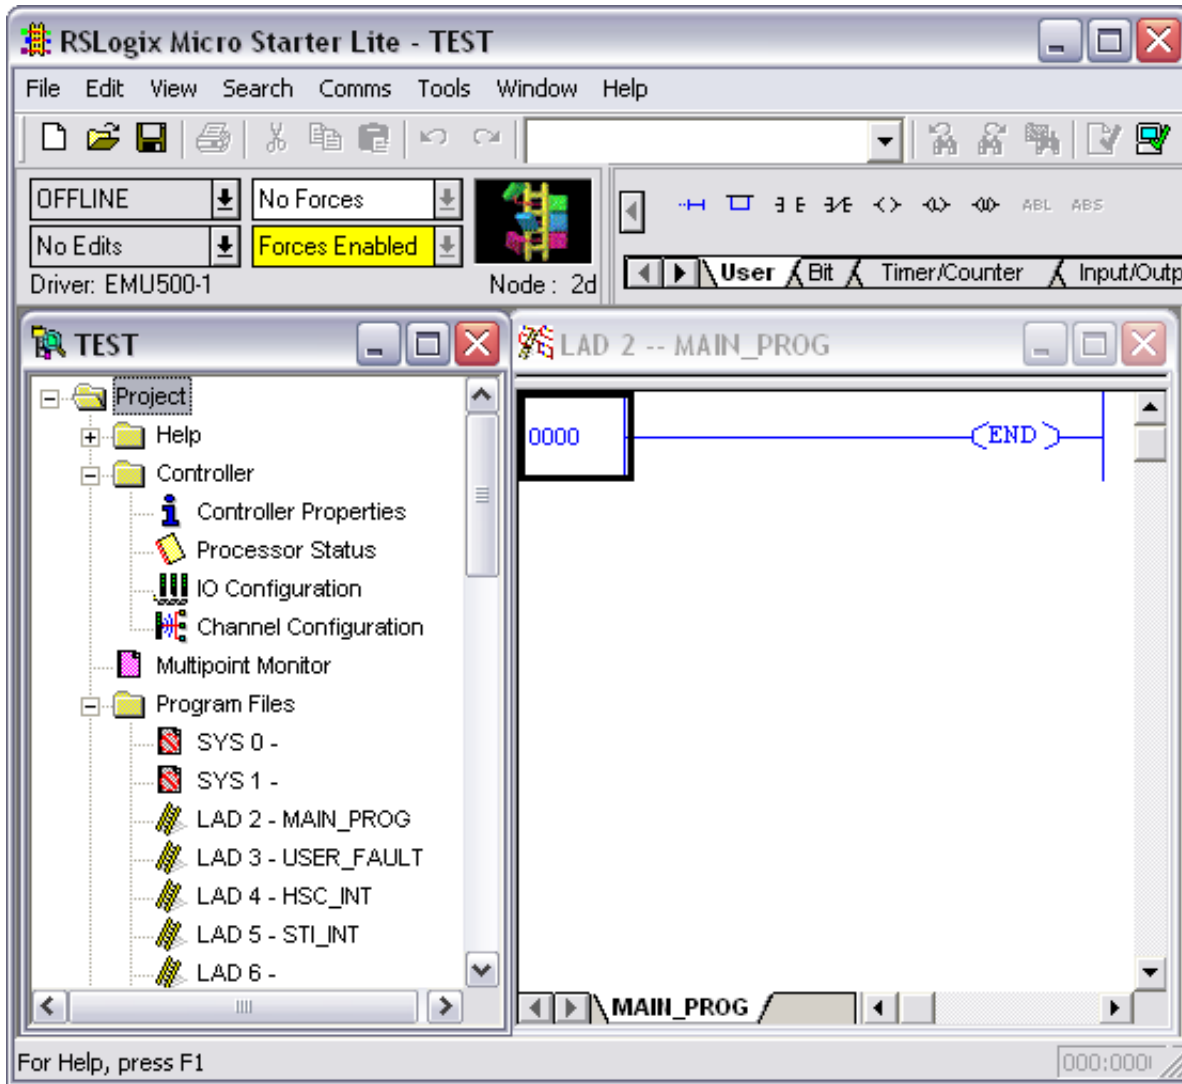 RSLogix Micro Starter Lite - TEST
File Edit View Search Comms Tools Window Help
OFFLINE No Forces
No Edits Forces Enabled
Driver: EMU500-1 Node : 2d
ABL ABS
User Bit Timer/Counter Input/Outp
TEST
Project
Help
Controller
Controller Properties
Processor Status
IO Configuration
Channel Configuration
Multipoint Monitor
Program Files
SYS 0 -
SYS 1 -
LAD 2 - MAIN_PROG
LAD 3 - USER_FAULT
LAD 4 - HSC_INT
LAD 5 - STI_INT
LAD 6 -
LAD 2 -- MAIN_PROG
0000 END
MAIN_PROG
For Help, press F1
000:000